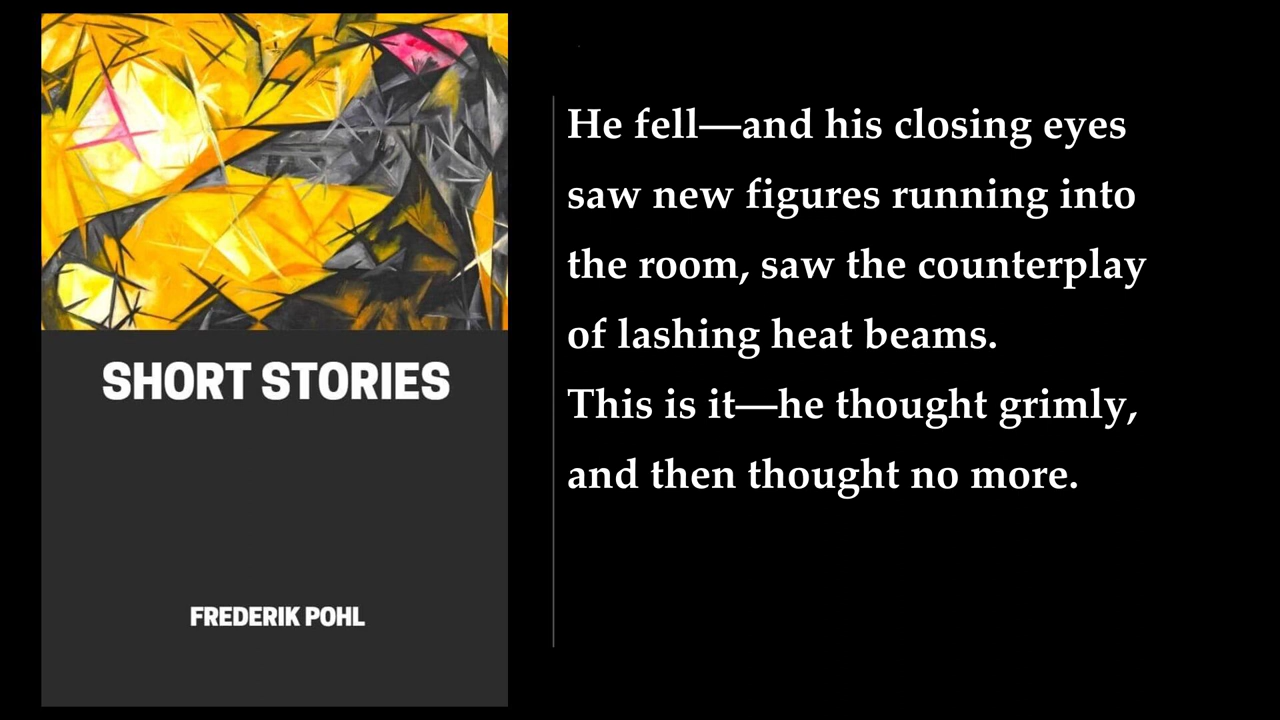 SHORT STORIES
FREDERIK POHL
He fell—and his closing eyes
saw new figures running into
the room, saw the counterplay
of lashing heat beams.
This is it—he thought grimly,
and then thought no more.